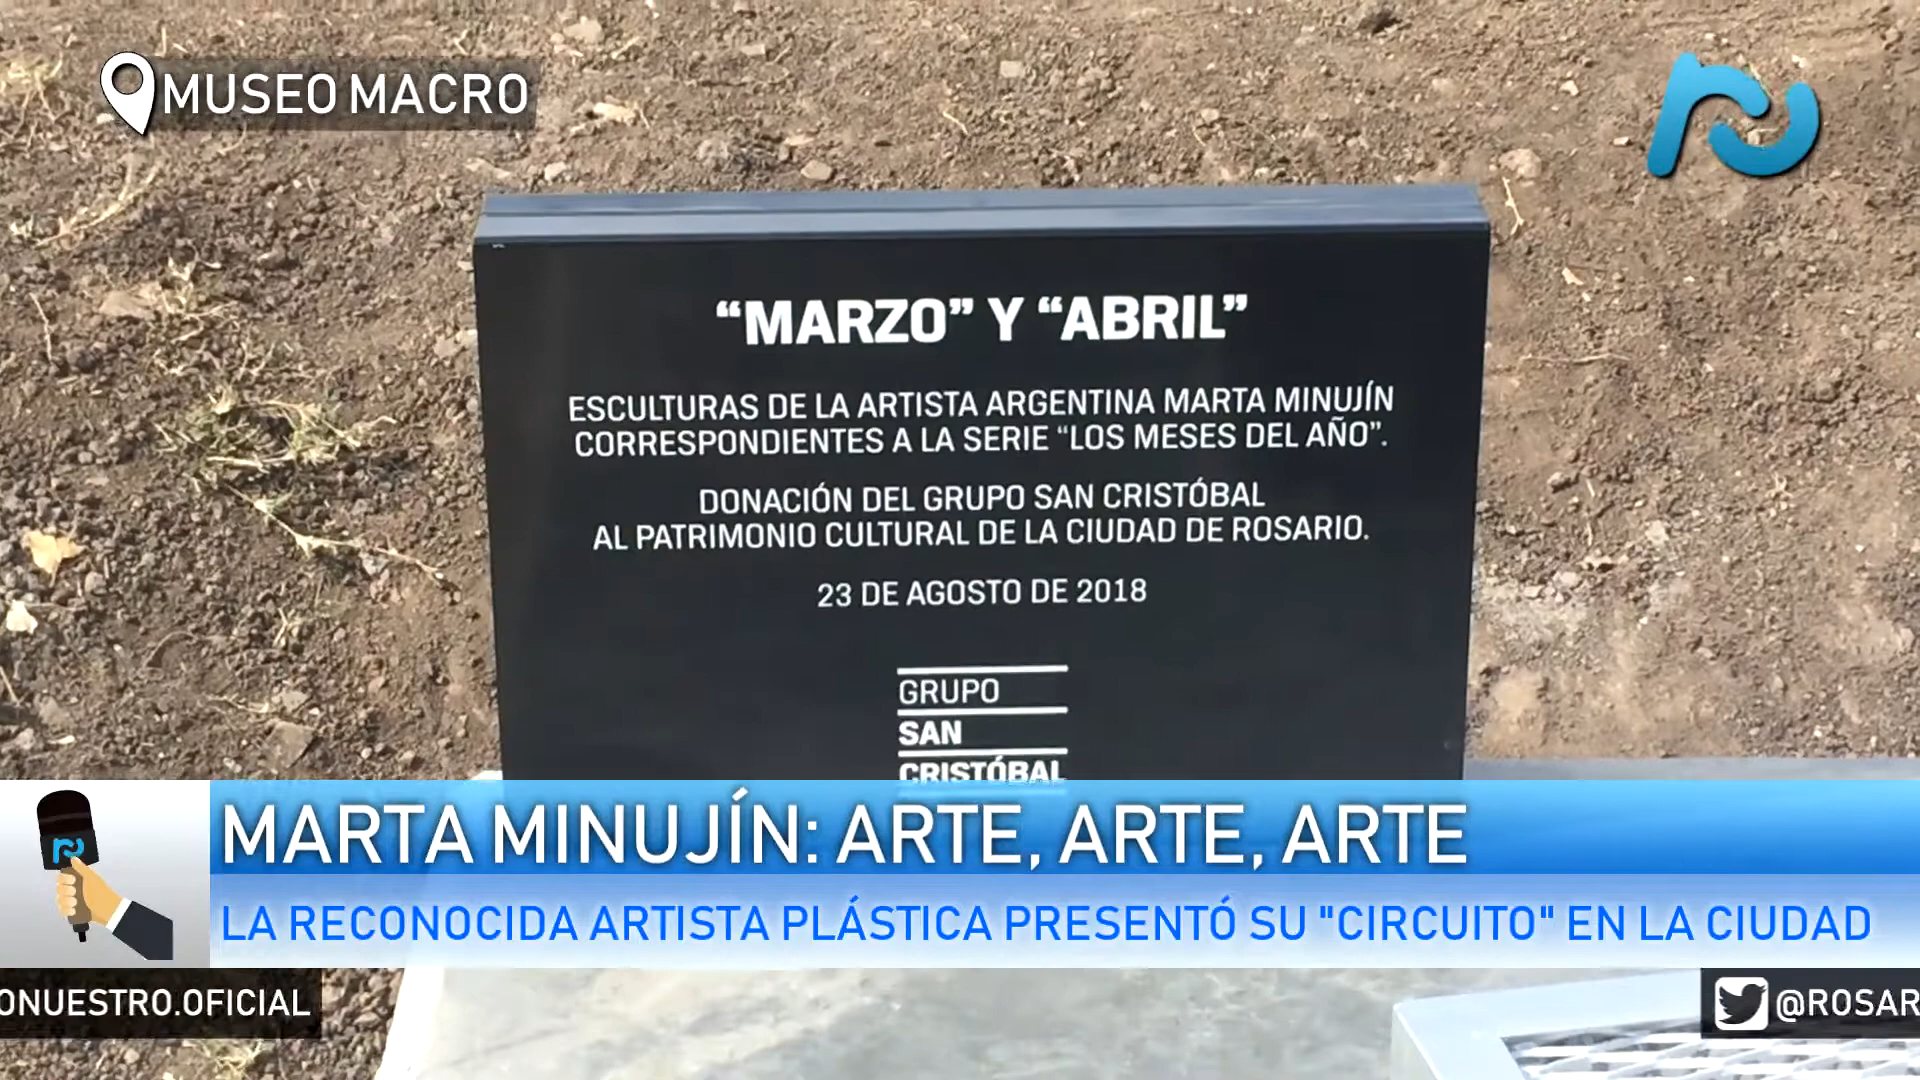 MUSEO MACRO
“MARZO” Y “ABRIL”
ESCULTURAS DE LA ARTISTA ARGENTINA MARTA MINUJÍN
CORRESPONDIENTES A LA SERIE “LOS MESES DEL AÑO”.
DONACIÓN DEL GRUPO SAN CRISTÓBAL
AL PATRIMONIO CULTURAL DE LA CIUDAD DE ROSARIO.
23 DE AGOSTO DE 2018
GRUPO
SAN
CRISTÓBAL
MARTA MINUJÍN: ARTE, ARTE, ARTE
LA RECONOCIDA ARTISTA PLÁSTICA PRESENTÓ SU "CIRCUITO" EN LA CIUDAD
ONUESTRO.OFICIAL
@ROSAR